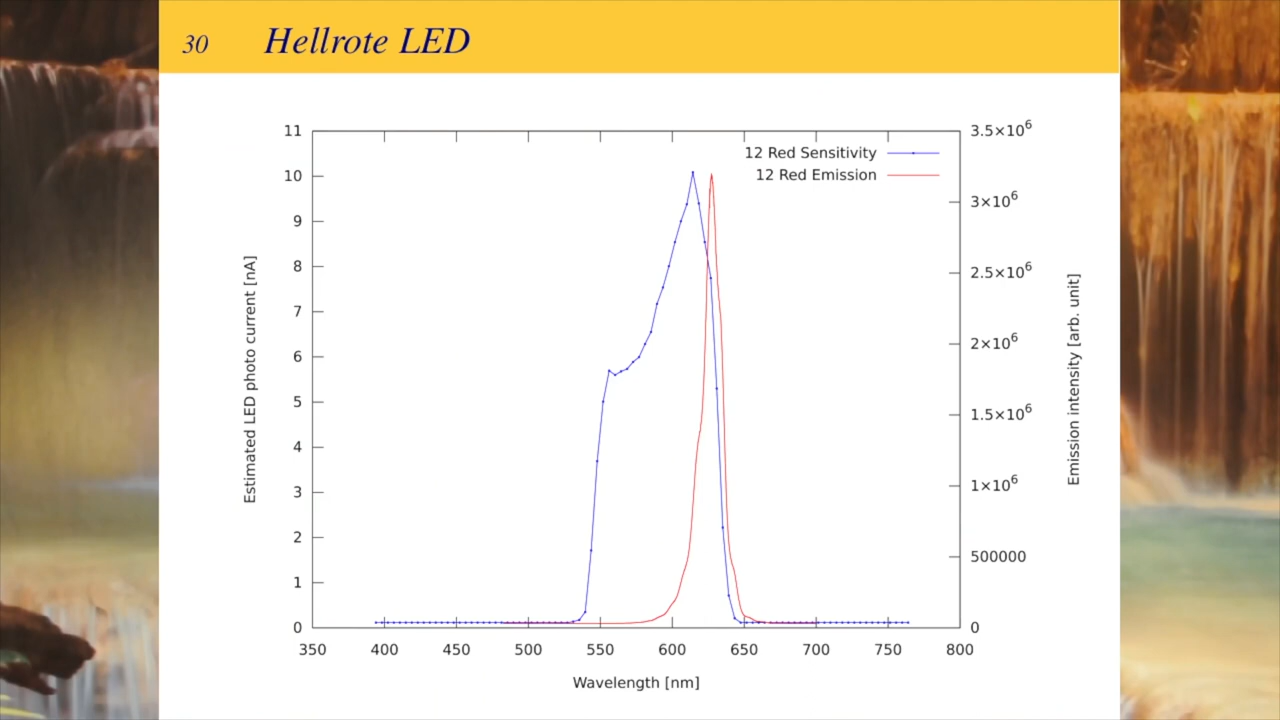 30 Hellrote LED
12 Red Sensitivity
12 Red Emission
Estimated LED photo current [nA]
11
10
9
8
7
6
5
4
3
2
1
0
3.5×10⁶
3×10⁶
2.5×10⁶
2×10⁶
1.5×10⁶
1×10⁶
500000
0
Emission intensity [arb. unit]
350 400 450 500 550 600 650 700 750 800
Wavelength [nm]